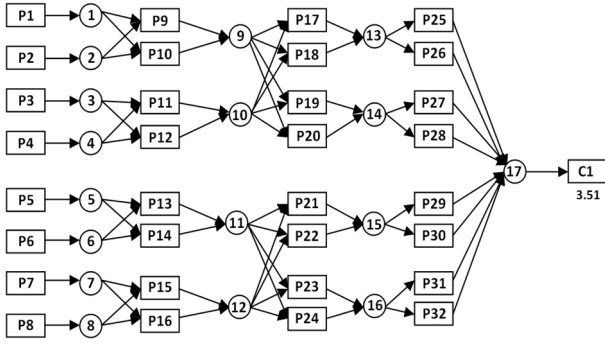 P1 1 P9 P17 P25
P2 2 P10 9 P18 13 P26
P3 3 P11 P19 P27
P4 4 P12 10 P20 14 P28
17 C1
3.51
P5 5 P13 P21 P29
P6 6 P14 11 P22 15 P30
P7 7 P15 P23 P31
P8 8 P16 12 P24 16 P32